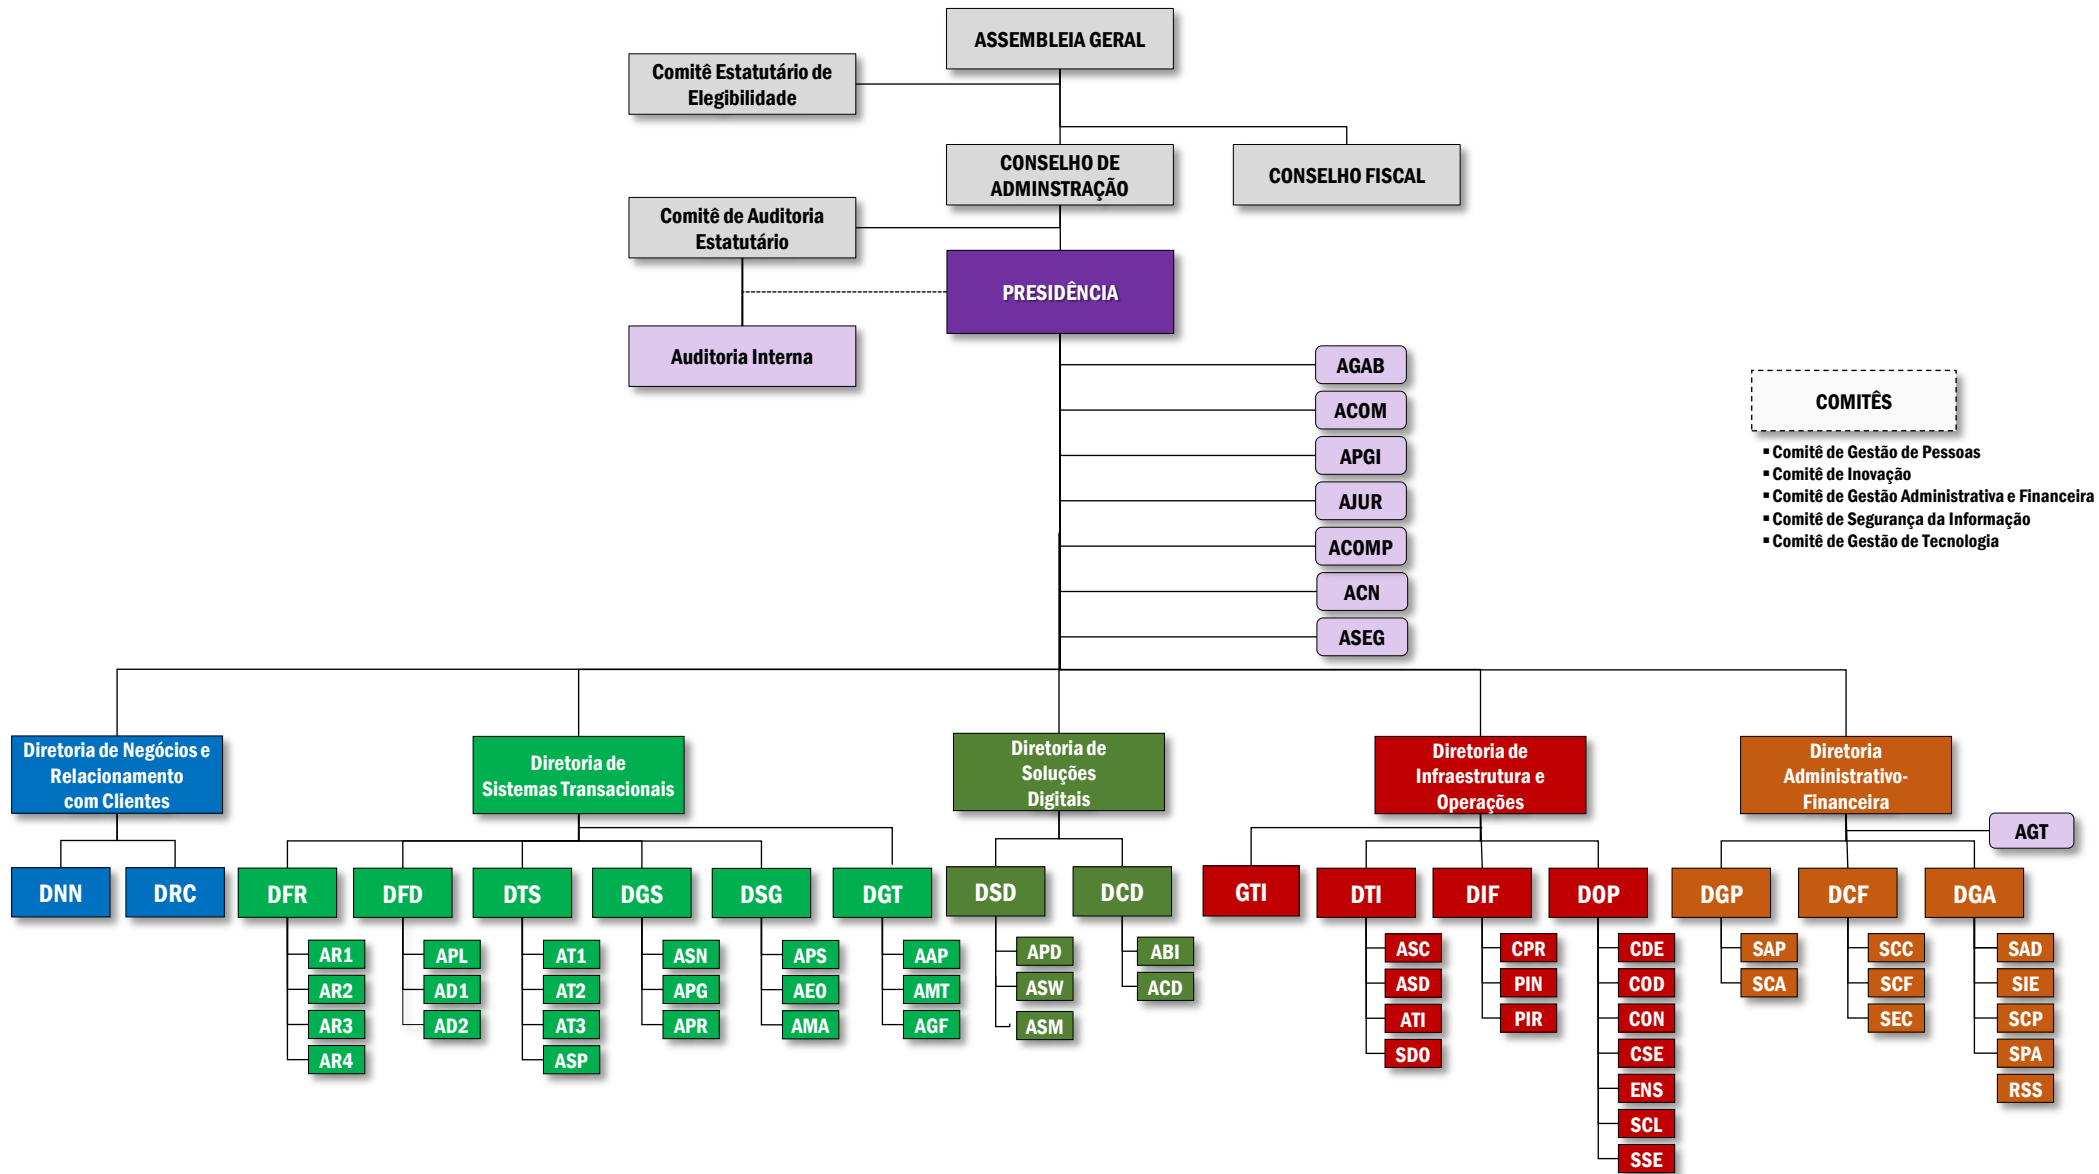 ASSEMBLEIA GERAL
Comitê Estatutário de
Elegibilidade
CONSELHO DE
ADMINSTRAÇÃO
CONSELHO FISCAL
Comitê de Auditoria
Estatutário
PRESIDÊNCIA
Auditoria Interna
AGAB
ACOM
APGI
AJUR
ACOMP
ACN
ASEG
COMITÊS
▪ Comitê de Gestão de Pessoas
▪ Comitê de Inovação
▪ Comitê de Gestão Administrativa e Financeira
▪ Comitê de Segurança da Informação
▪ Comitê de Gestão de Tecnologia
Diretoria de Negócios e
Relacionamento
com Clientes
DNN
DRC
Diretoria de
Sistemas Transacionais
DFR
AR1
AR2
AR3
AR4
DFD
APL
AD1
AD2
DTS
AT1
AT2
AT3
ASP
DGS
ASN
APG
APR
DSG
APS
AEO
AMA
DGT
AAP
AMT
AGF
Diretoria de
Soluções
Digitais
DSD
APD
ASW
ASM
DCD
ABI
ACD
Diretoria de
Infraestrutura e
Operações
GTI
DTI
ASC
ASD
ATI
SDO
DIF
CPR
PIN
PIR
DOP
CDE
COD
CON
CSE
ENS
SCL
SSE
Diretoria
Administrativo-
Financeira
AGT
DGP
SAP
SCA
DCF
SCC
SCF
SEC
DGA
SAD
SIE
SCP
SPA
RSS